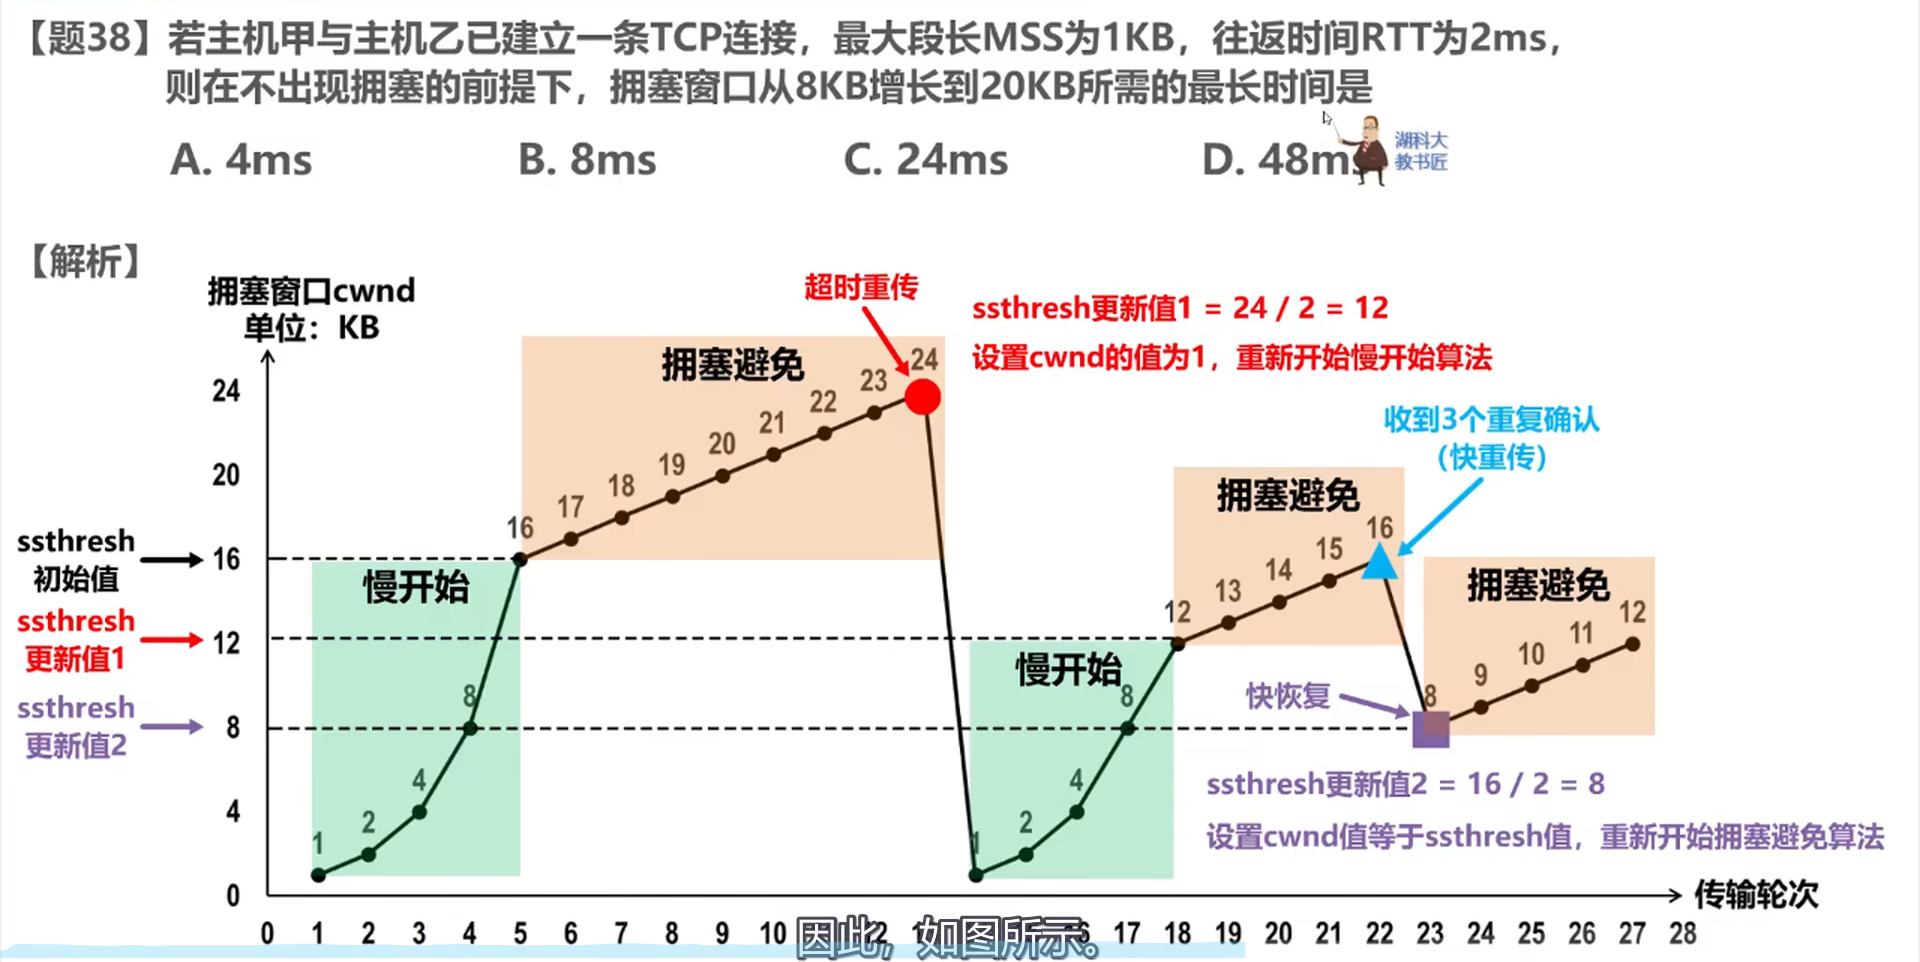 【题38】若主机甲与主机乙已建立一条TCP连接，最大段长MSS为1KB，往返时间RTT为2ms，
则在不出现拥塞的前提下，拥塞窗口从8KB增长到20KB所需的最长时间是
A. 4ms B. 8ms C. 24ms D. 48m
湖科大
教书匠
【解析】
拥塞窗口cwnd
单位：KB
超时重传
ssthresh更新值1 = 24 / 2 = 12
设置cwnd的值为1，重新开始慢开始算法
拥塞避免
24
23
22
21
20
19
18
17
16
收到3个重复确认
（快重传）
拥塞避免
16
15
14
13
12
拥塞避免
12
11
10
9
8
慢开始
8
4
2
1
慢开始
8
4
2
1
快恢复
ssthresh更新值2 = 16 / 2 = 8
设置cwnd值等于ssthresh值，重新开始拥塞避免算法
ssthresh
初始值
ssthresh
更新值1
ssthresh
更新值2
24
20
16
12
8
4
0
传输轮次
0 1 2 3 4 5 6 7 8 9 10 17 18 19 20 21 22 23 24 25 26 27 28
因此，如图所示。